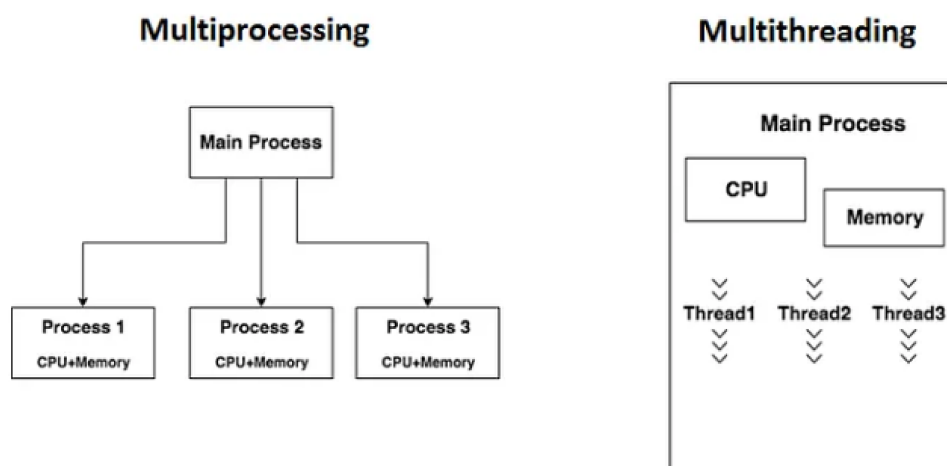 Multiprocessing
Main Process
Process 1
CPU+Memory
Process 2
CPU+Memory
Process 3
CPU+Memory
Multithreading
Main Process
CPU
Memory
Thread1 Thread2 Thread3